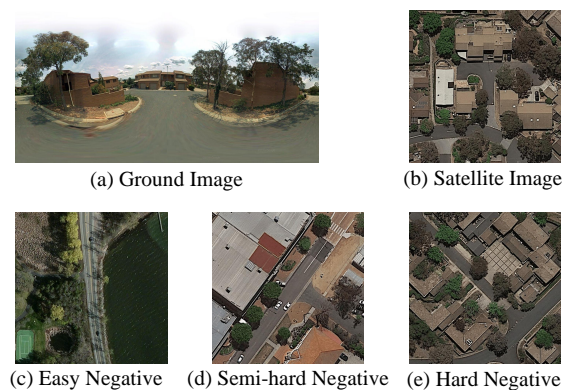 (a) Ground Image
(b) Satellite Image
(c) Easy Negative
(d) Semi-hard Negative
(e) Hard Negative